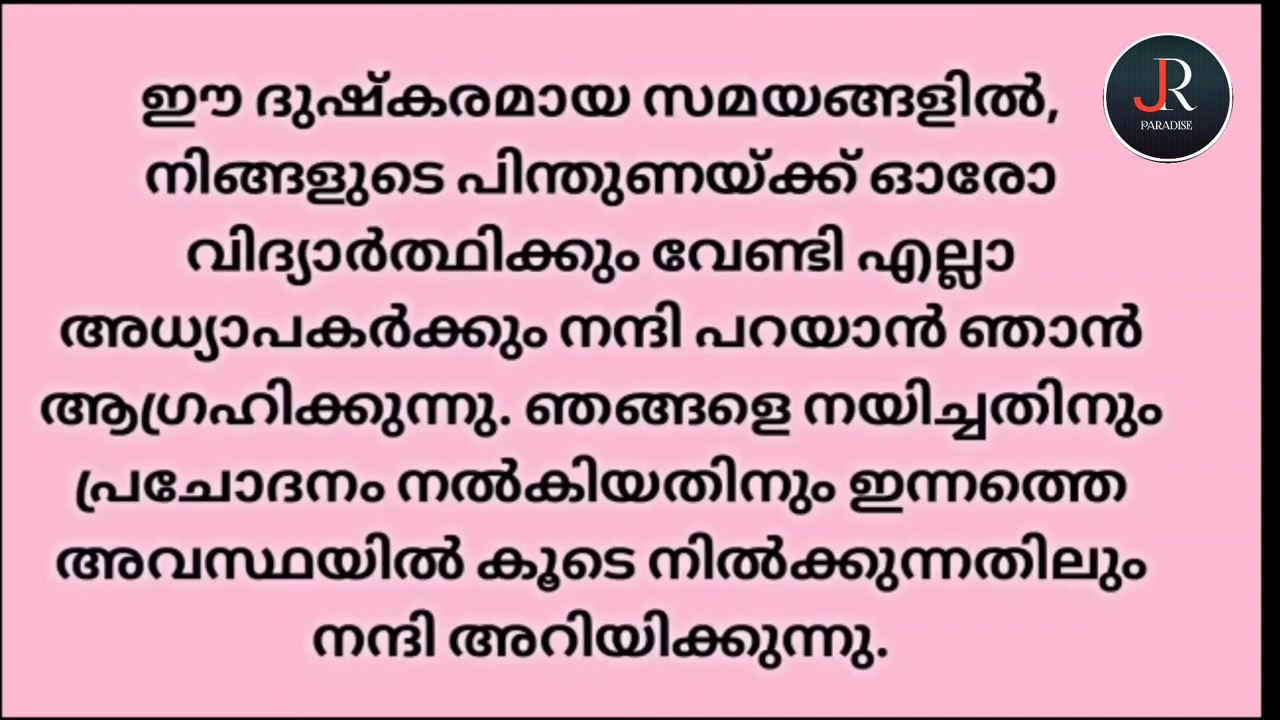 ഈ ദുഷ്കരമായ സമയങ്ങളിൽ,
നിങ്ങളുടെ പിന്തുണയ്ക്ക് ഓരോ
വിദ്യാർത്ഥിക്കും വേണ്ടി എല്ലാ
അധ്യാപകർക്കും നന്ദി പറയാൻ ഞാൻ
ആഗ്രഹിക്കുന്നു. ഞങ്ങളെ നയിച്ചതിനും
പ്രചോദനം നൽകിയതിനും ഇന്നത്തെ
അവസ്ഥയിൽ കൂടെ നിൽക്കുന്നതിലും
നന്ദി അറിയിക്കുന്നു.
JR
PARADISE